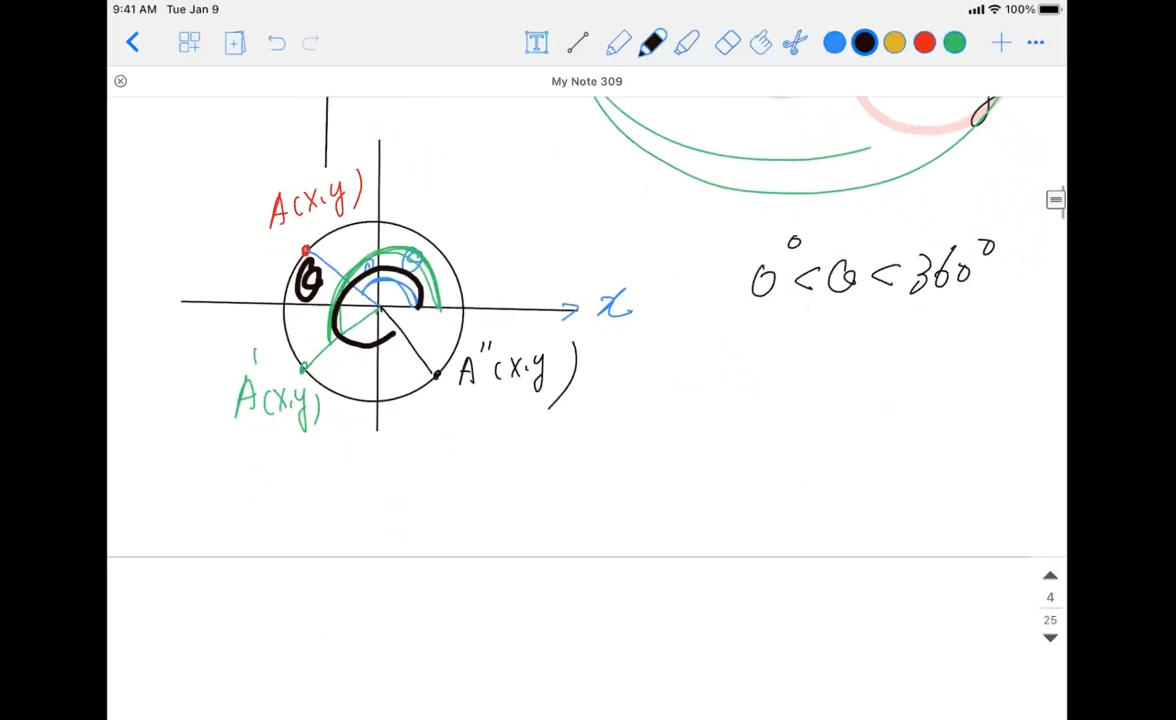 9:41 AM Tue Jan 9
100%
T
My Note 309
A(x,y)
θ
θ
0° < θ < 360°
x
A''(x,y)
A'(x,y)
4
25